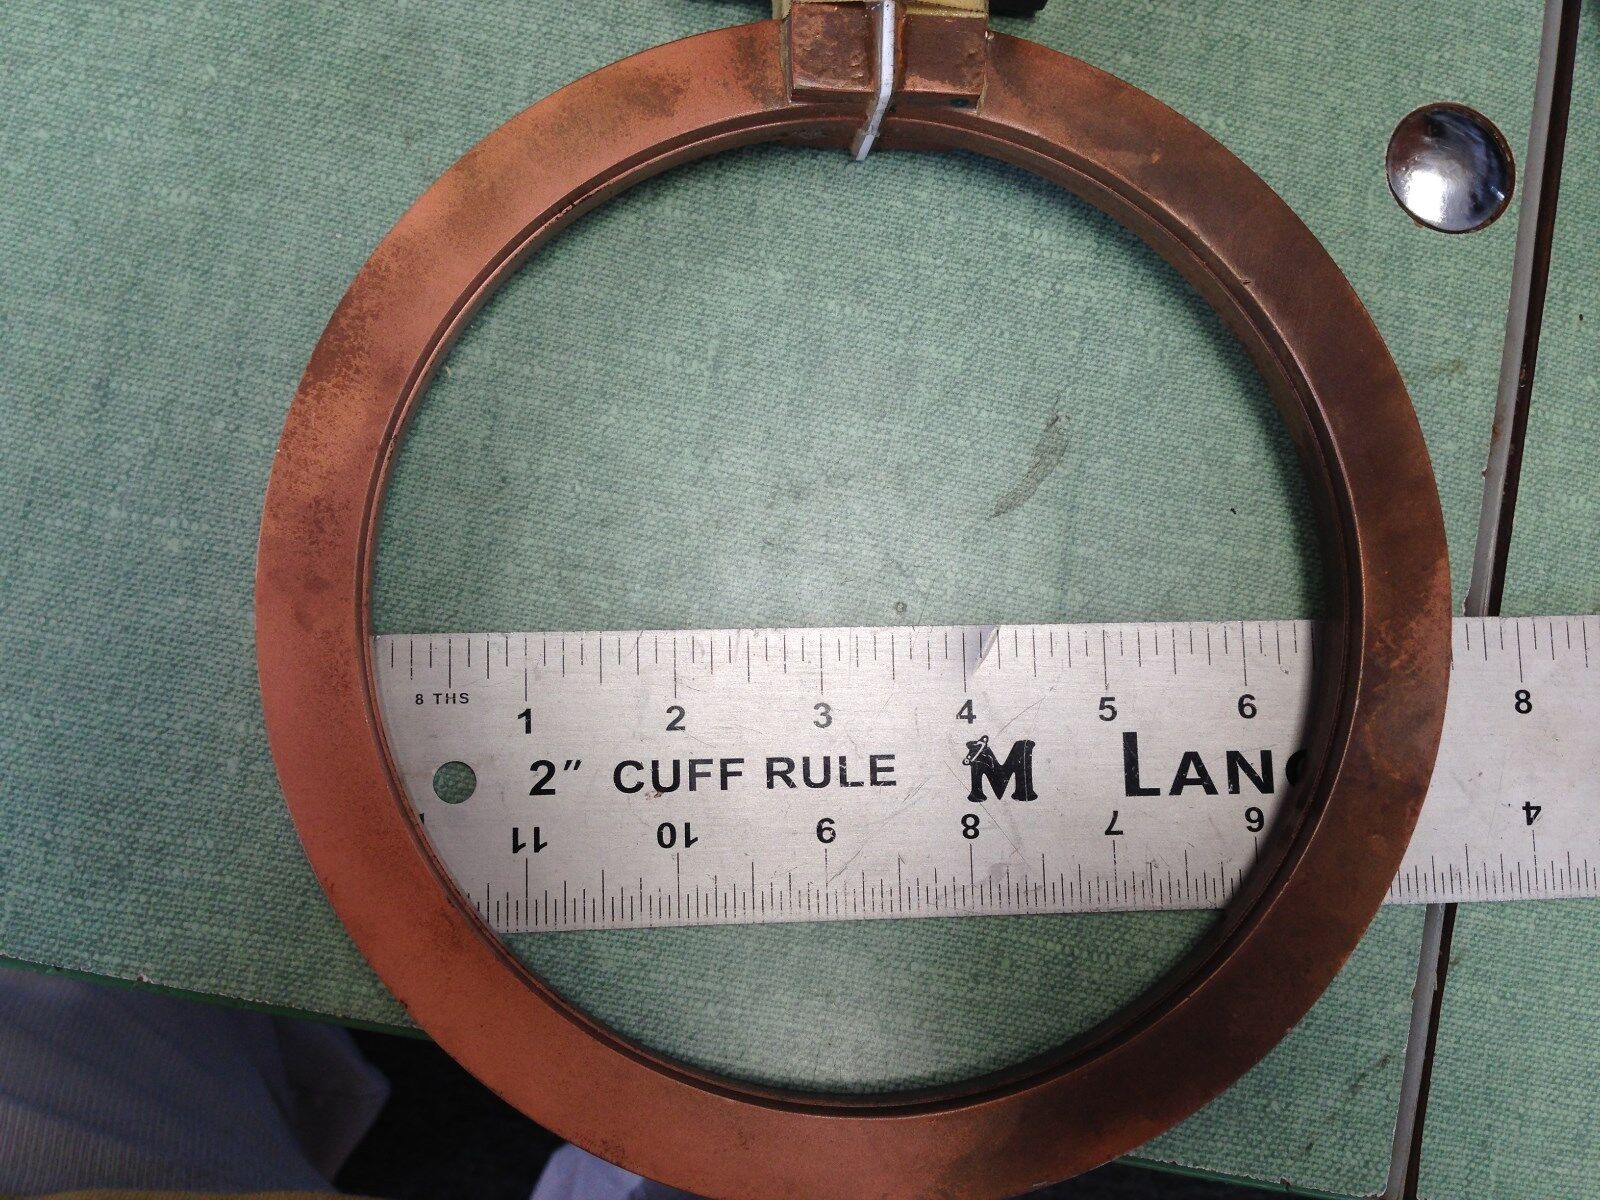 8 THS
1 2 3 4 5 6 8
2" CUFF RULE M LANC
11 10 9 8 7 6 4